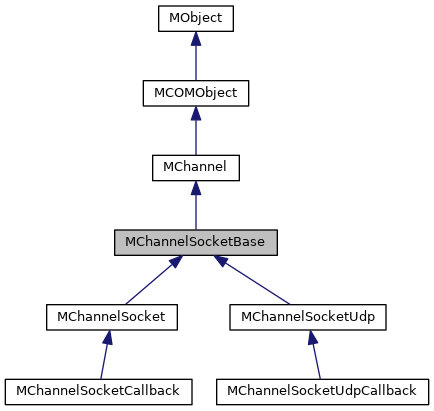 MObject
MCOMObject
MChannel
MChannelSocketBase
MChannelSocket
MChannelSocketUdp
MChannelSocketCallback
MChannelSocketUdpCallback